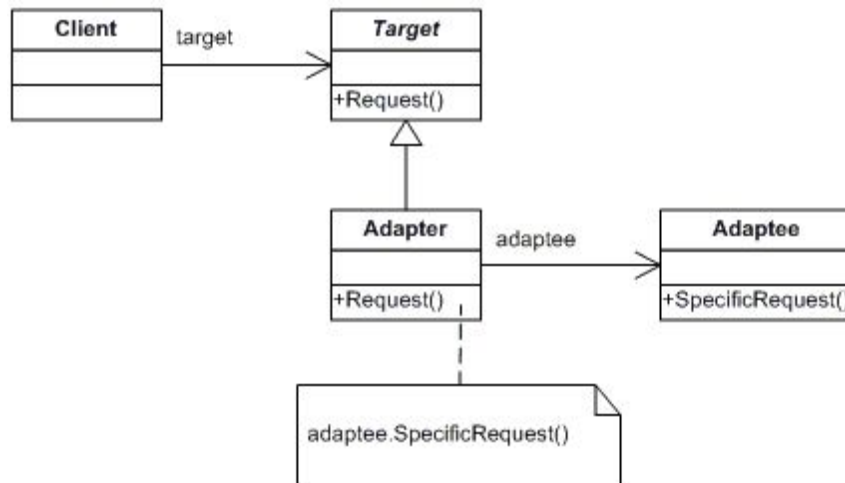 Client
target
Target
+Request()
Adapter
adaptee
Adaptee
+Request()
+SpecificRequest()
adaptee.SpecificRequest()